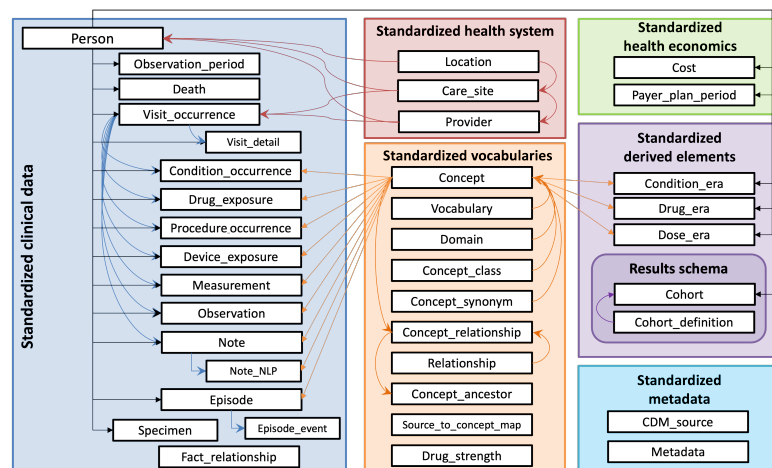 Standardized clinical data
Person
Observation_period
Death
Visit_occurrence
Visit_detail
Condition_occurrence
Drug_exposure
Procedure occurrence
Device_exposure
Measurement
Observation
Note
Note_NLP
Episode
Episode_event
Specimen
Fact_relationship
Standardized health system
Location
Care_site
Provider
Standardized vocabularies
Concept
Vocabulary
Domain
Concept_class
Concept_synonym
Concept_relationship
Relationship
Concept_ancestor
Source_to_concept_map
Drug_strength
Standardized
health economics
Cost
Payer_plan_period
Standardized
derived elements
Condition_era
Drug_era
Dose_era
Results schema
Cohort
Cohort_definition
Standardized
metadata
CDM_source
Metadata